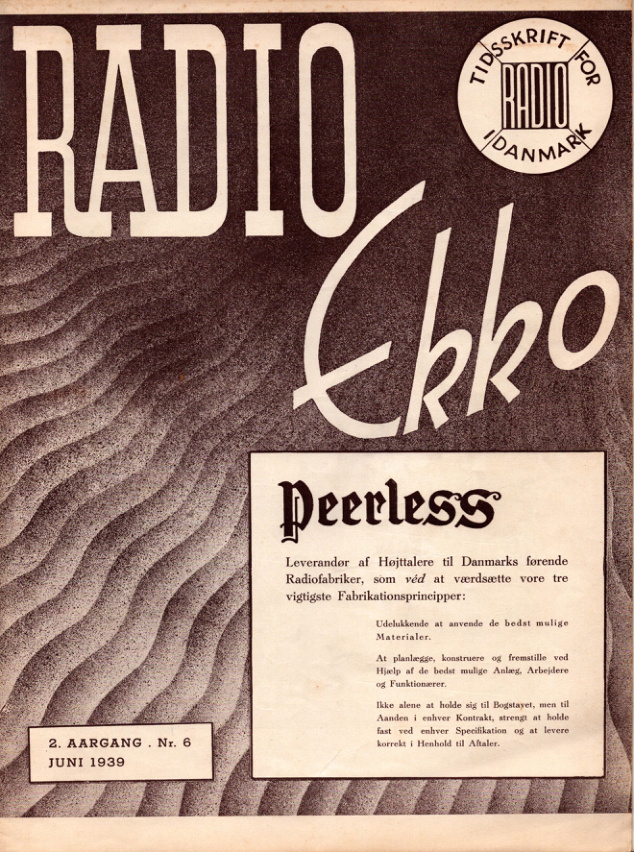 RADIO
Ekko
TIDSSKRIFT FOR
RADIO
I DANMARK
Peerless
Leverandør af Højttalere til Danmarks førende
Radiofabriker, som véd at værdsætte vore tre
vigtigste Fabrikationsprincipper:
Udelukkende at anvende de bedst mulige
Materialer.
At planlægge, konstruere og fremstille ved
Hjælp af de bedst mulige Anlæg, Arbejdere
og Funktionærer.
Ikke alene at holde sig til Bogstavet, men til
Aanden i enhver Kontrakt, strengt at holde
fast ved enhver Specifikation og at levere
korrekt i Henhold til Aftaler.
2. AARGANG . Nr. 6
JUNI 1939